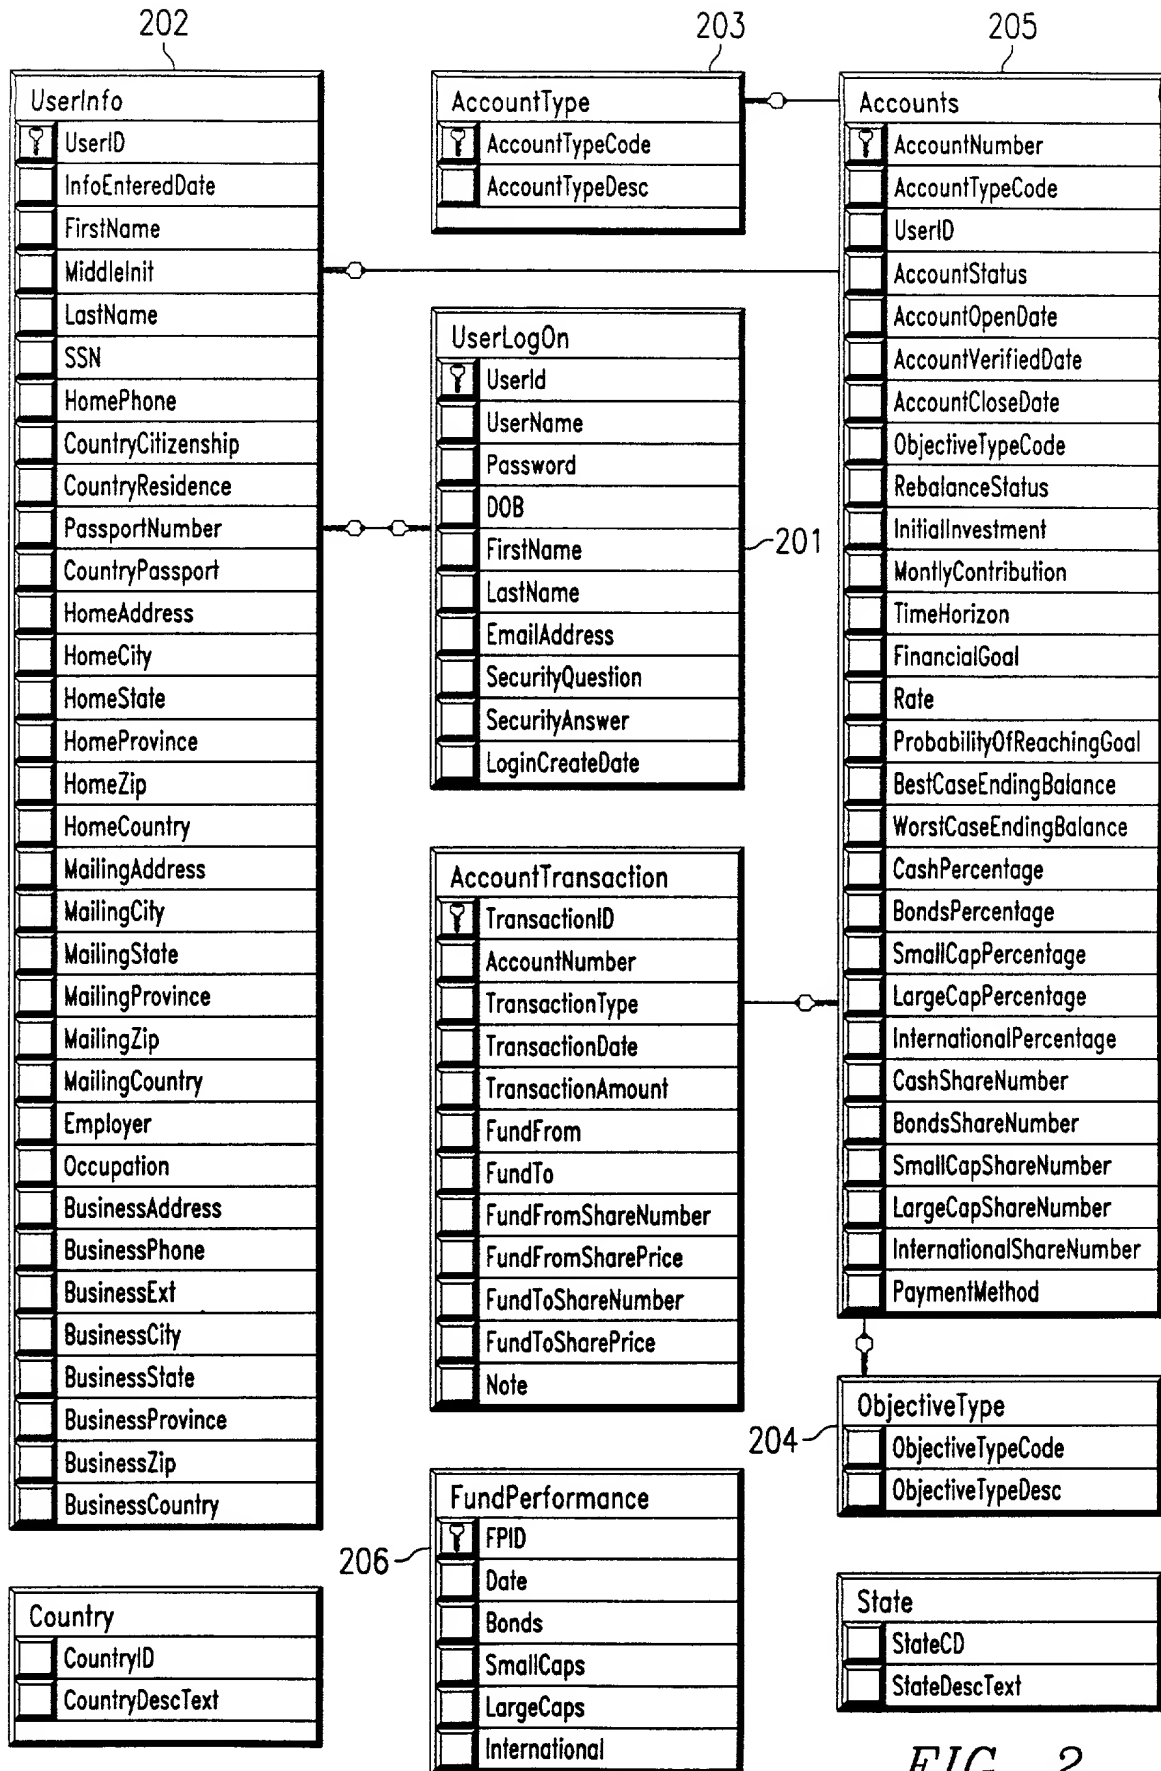 202
UserInfo
UserID
InfoEnteredDate
FirstName
MiddleInit
LastName
SSN
HomePhone
CountryCitizenship
CountryResidence
PassportNumber
CountryPassport
HomeAddress
HomeCity
HomeState
HomeProvince
HomeZip
HomeCountry
MailingAddress
MailingCity
MailingState
MailingProvince
MailingZip
MailingCountry
Employer
Occupation
BusinessAddress
BusinessPhone
BusinessExt
BusinessCity
BusinessState
BusinessProvince
BusinessZip
BusinessCountry
Country
CountryID
CountryDescText
203
AccountType
AccountTypeCode
AccountTypeDesc
UserLogOn
UserId
UserName
Password
DOB
FirstName
LastName
EmailAddress
SecurityQuestion
SecurityAnswer
LoginCreateDate
201
AccountTransaction
TransactionID
AccountNumber
TransactionType
TransactionDate
TransactionAmount
FundFrom
FundTo
FundFromShareNumber
FundFromSharePrice
FundToShareNumber
FundToSharePrice
Note
206
FundPerformance
FPID
Date
Bonds
SmallCaps
LargeCaps
International
205
Accounts
AccountNumber
AccountTypeCode
UserID
AccountStatus
AccountOpenDate
AccountVerifiedDate
AccountCloseDate
ObjectiveTypeCode
RebalanceStatus
InitialInvestment
MontlyContribution
TimeHorizon
FinancialGoal
Rate
ProbabilityOfReachingGoal
BestCaseEndingBalance
WorstCaseEndingBalance
CashPercentage
BondsPercentage
SmallCapPercentage
LargeCapPercentage
InternationalPercentage
CashShareNumber
BondsShareNumber
SmallCapShareNumber
LargeCapShareNumber
InternationalShareNumber
PaymentMethod
204
ObjectiveType
ObjectiveTypeCode
ObjectiveTypeDesc
State
StateCD
StateDescText
FIG. 2